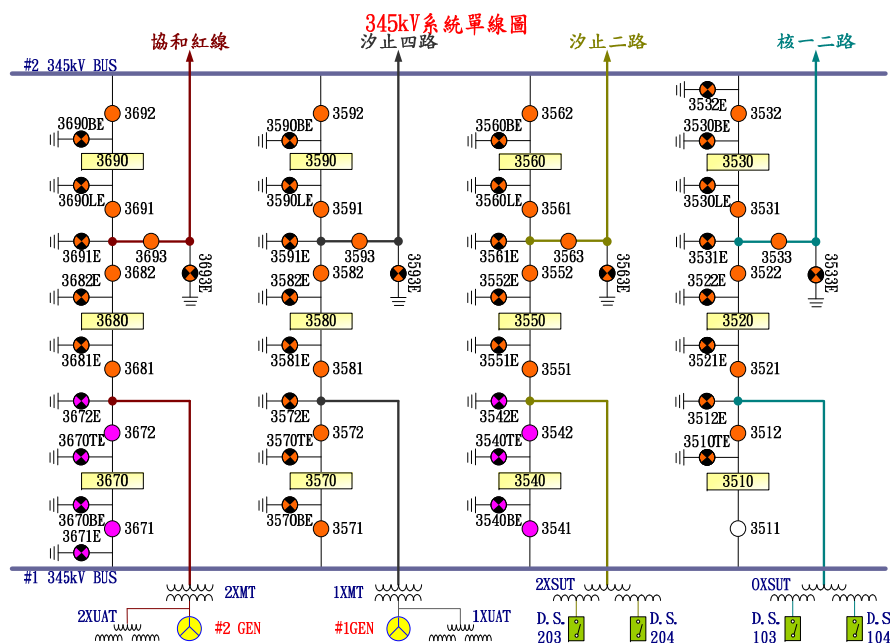 345kV系統單線圖
協和紅線
汐止四路
汐止二路
核一二路
#2 345kV BUS
3692
3690BE
3690
3690LE
3691
3691E
3693
3693E
3682
3682E
3680
3681E
3681
3672E
3672
3670TE
3670
3670BE
3671
3671E
3592
3590BE
3590
3590LE
3591
3591E
3593
3593E
3582
3582E
3580
3581E
3581
3572E
3572
3570TE
3570
3570BE
3571
3562
3560BE
3560
3560LE
3561
3561E
3563
3563E
3552
3552E
3550
3551E
3551
3542E
3542
3540TE
3540
3540BE
3541
3532E
3532
3530BE
3530
3530LE
3531
3531E
3533
3533E
3522
3522E
3520
3521E
3521
3512E
3512
3510TE
3510
3511
#1 345kV BUS
2XMT
2XUAT
#2 GEN
1XMT
#1GEN
1XUAT
2XSUT
D.S.
203
D.S.
204
0XSUT
D.S.
103
D.S.
104